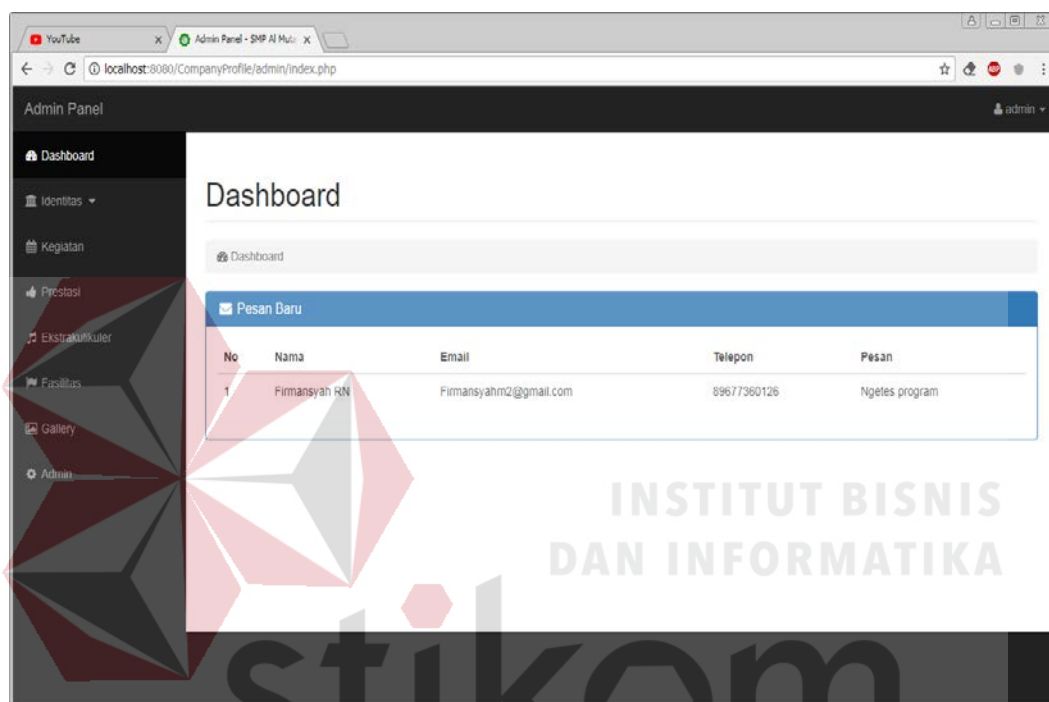 YouTube
Admin Panel - SMP Al Muta
localhost:8080/CompanyProfile/admin/index.php
Admin Panel
admin
Dashboard
Identitas
Kegiatan
Prestasi
Ekstrakulikuler
Fasilitas
Gallery
Admin
Dashboard
Dashboard
Pesan Baru
No Nama Email Telepon Pesan
1 Firmansyah RN Firmansyahrn2@gmail.com 89677360126 Ngetes program
INSTITUT BISNIS
DAN INFORMATIKA
stikom